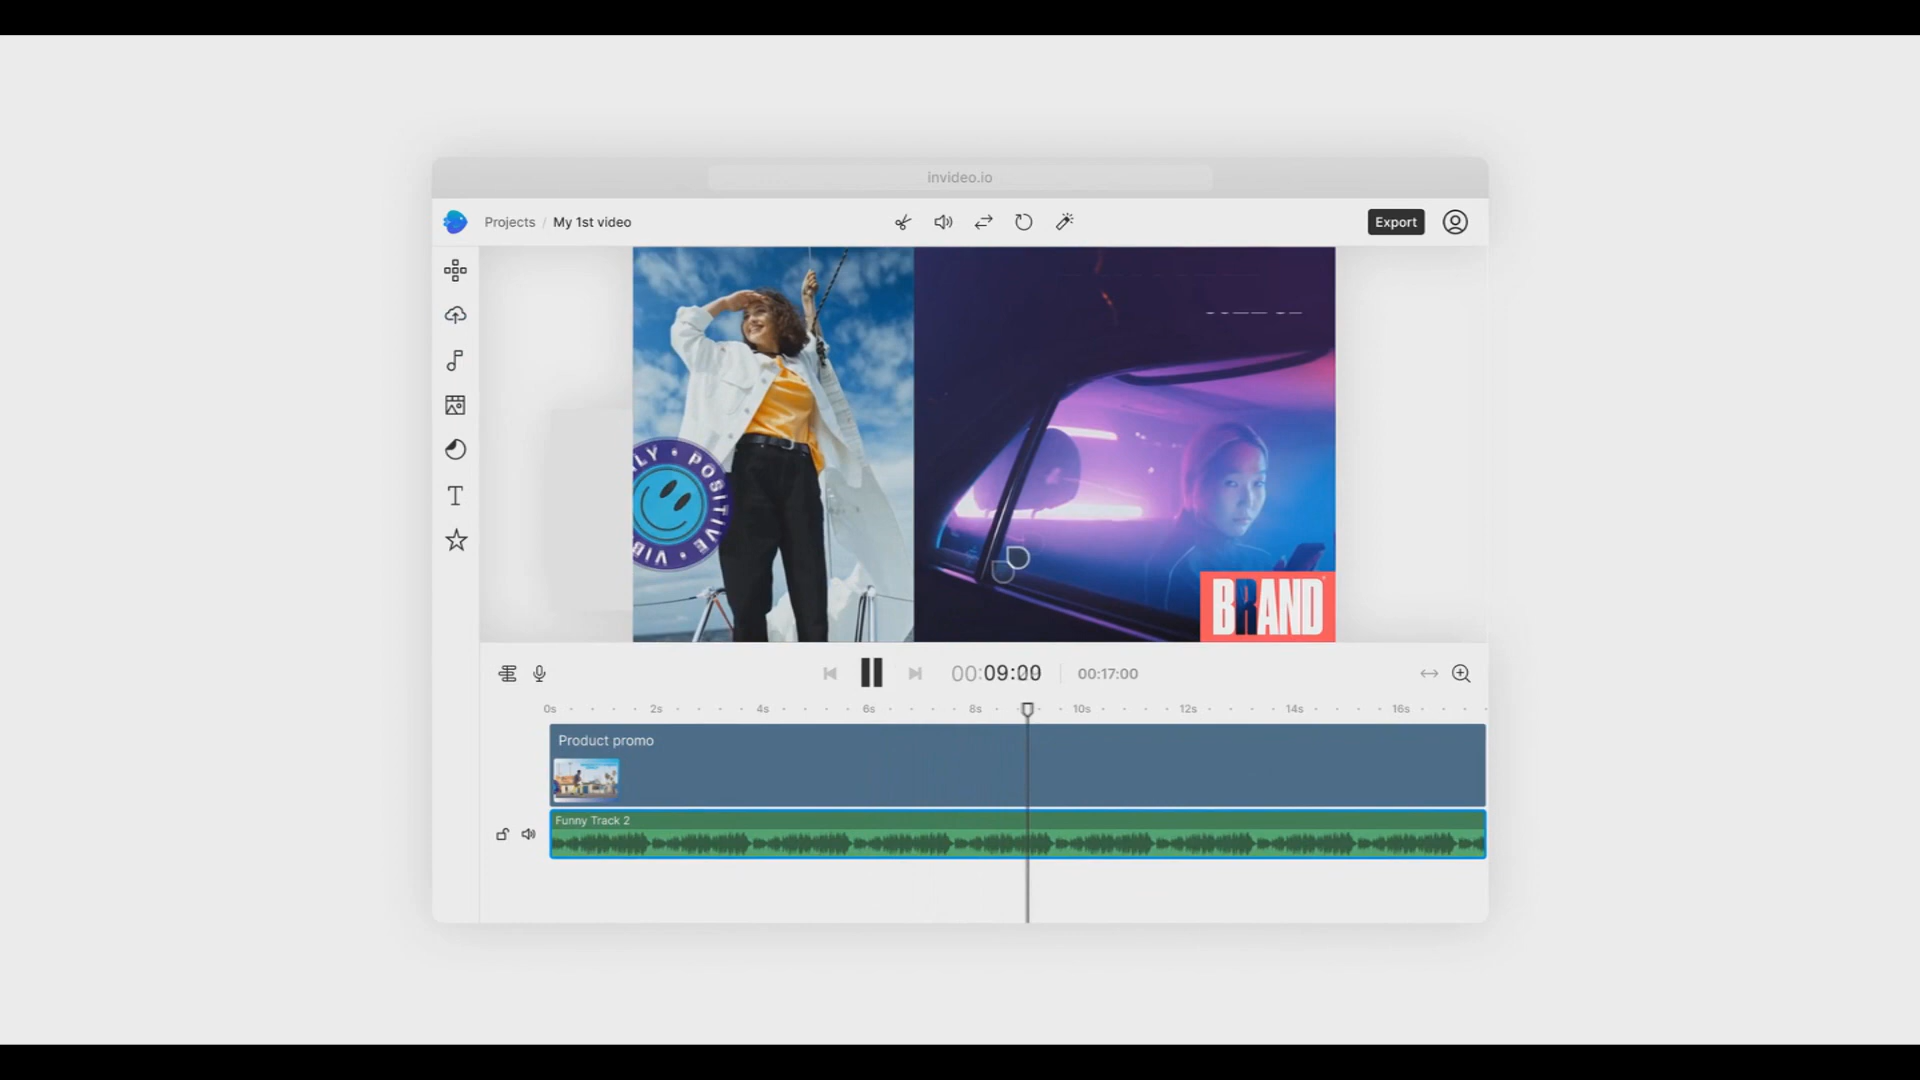 invideo.io
Projects / My 1st video
Export
POSITIVE
BRAND
00:09:00
00:17:00
0s 2s 4s 6s 8s 10s 12s 14s 16s
Product promo
Funny Track 2